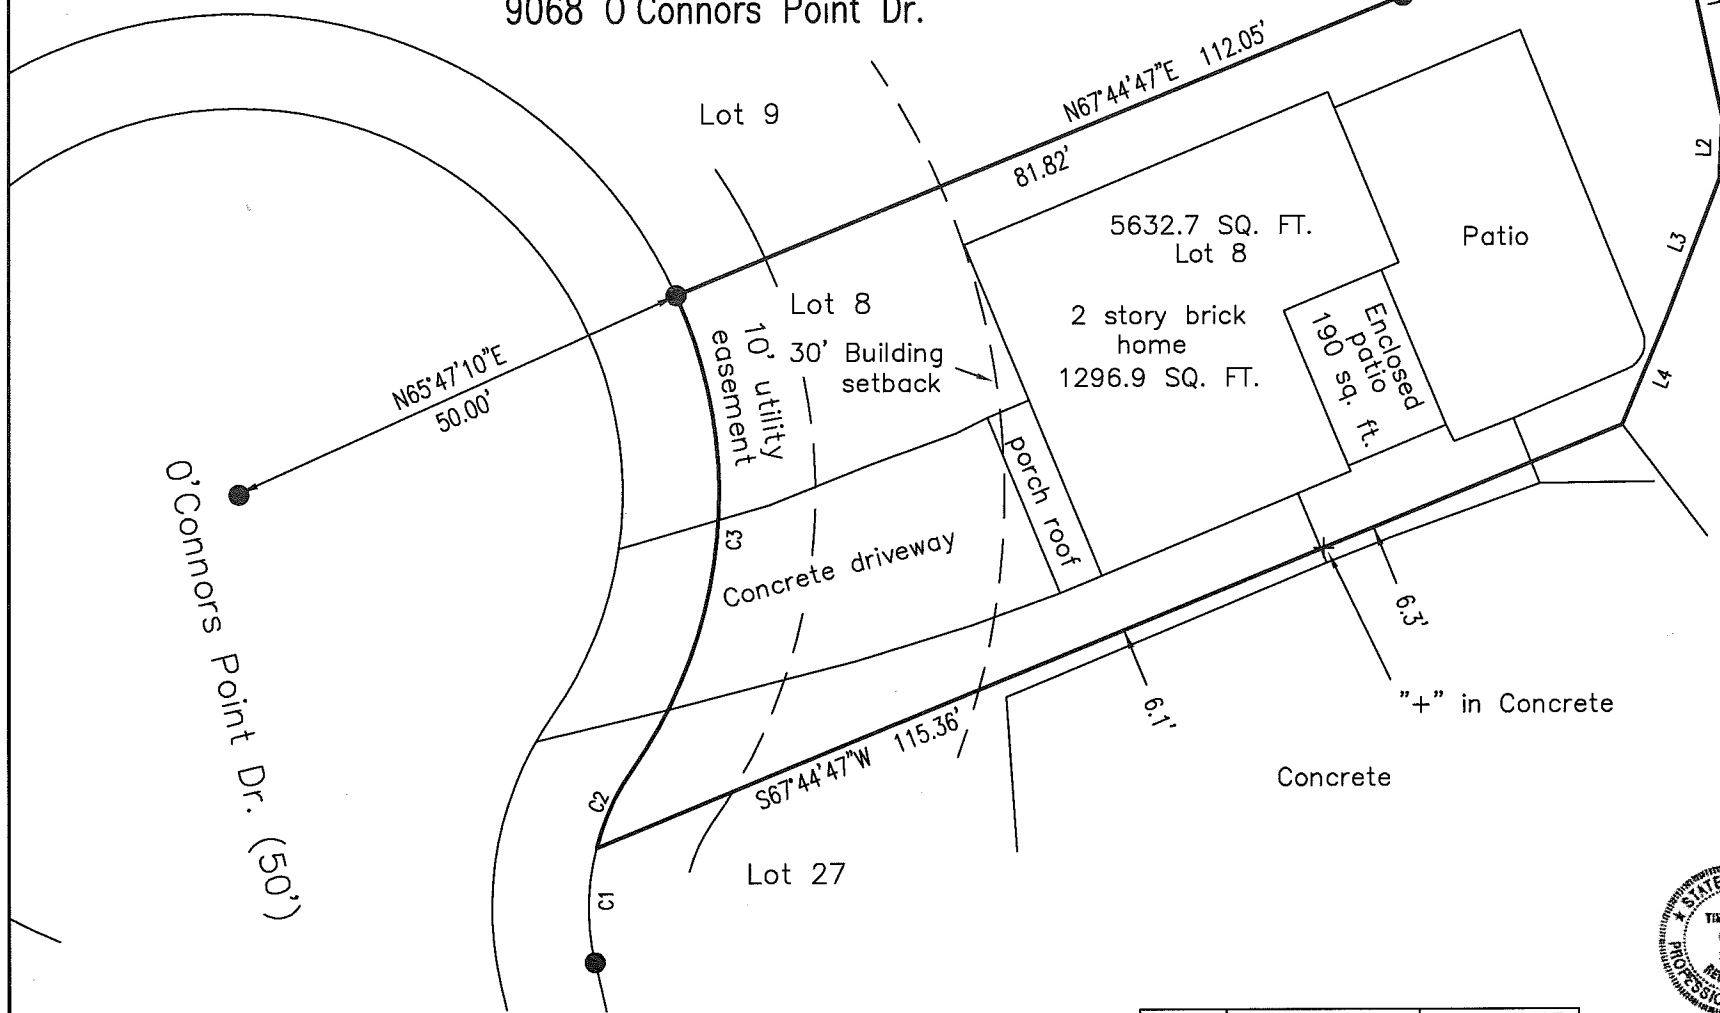 9068 O'Connors Point Dr.
N67°44'47"E 112.05'
Lot 9
81.82'
L2
5632.7 SQ. FT.
Lot 8
Patio
L3
Lot 8
10' utility
easement
30' Building
setback
2 story brick
home
1296.9 SQ. FT.
Enclosed
patio
190 sq. ft.
L4
N65°47'10"E
50.00'
porch roof
O'Connors Point Dr. (50')
C3
Concrete driveway
6.3'
6.1'
"+" in Concrete
S67°44'47"W 115.36'
Concrete
C2
Lot 27
C1
STATE
PROFESSIO